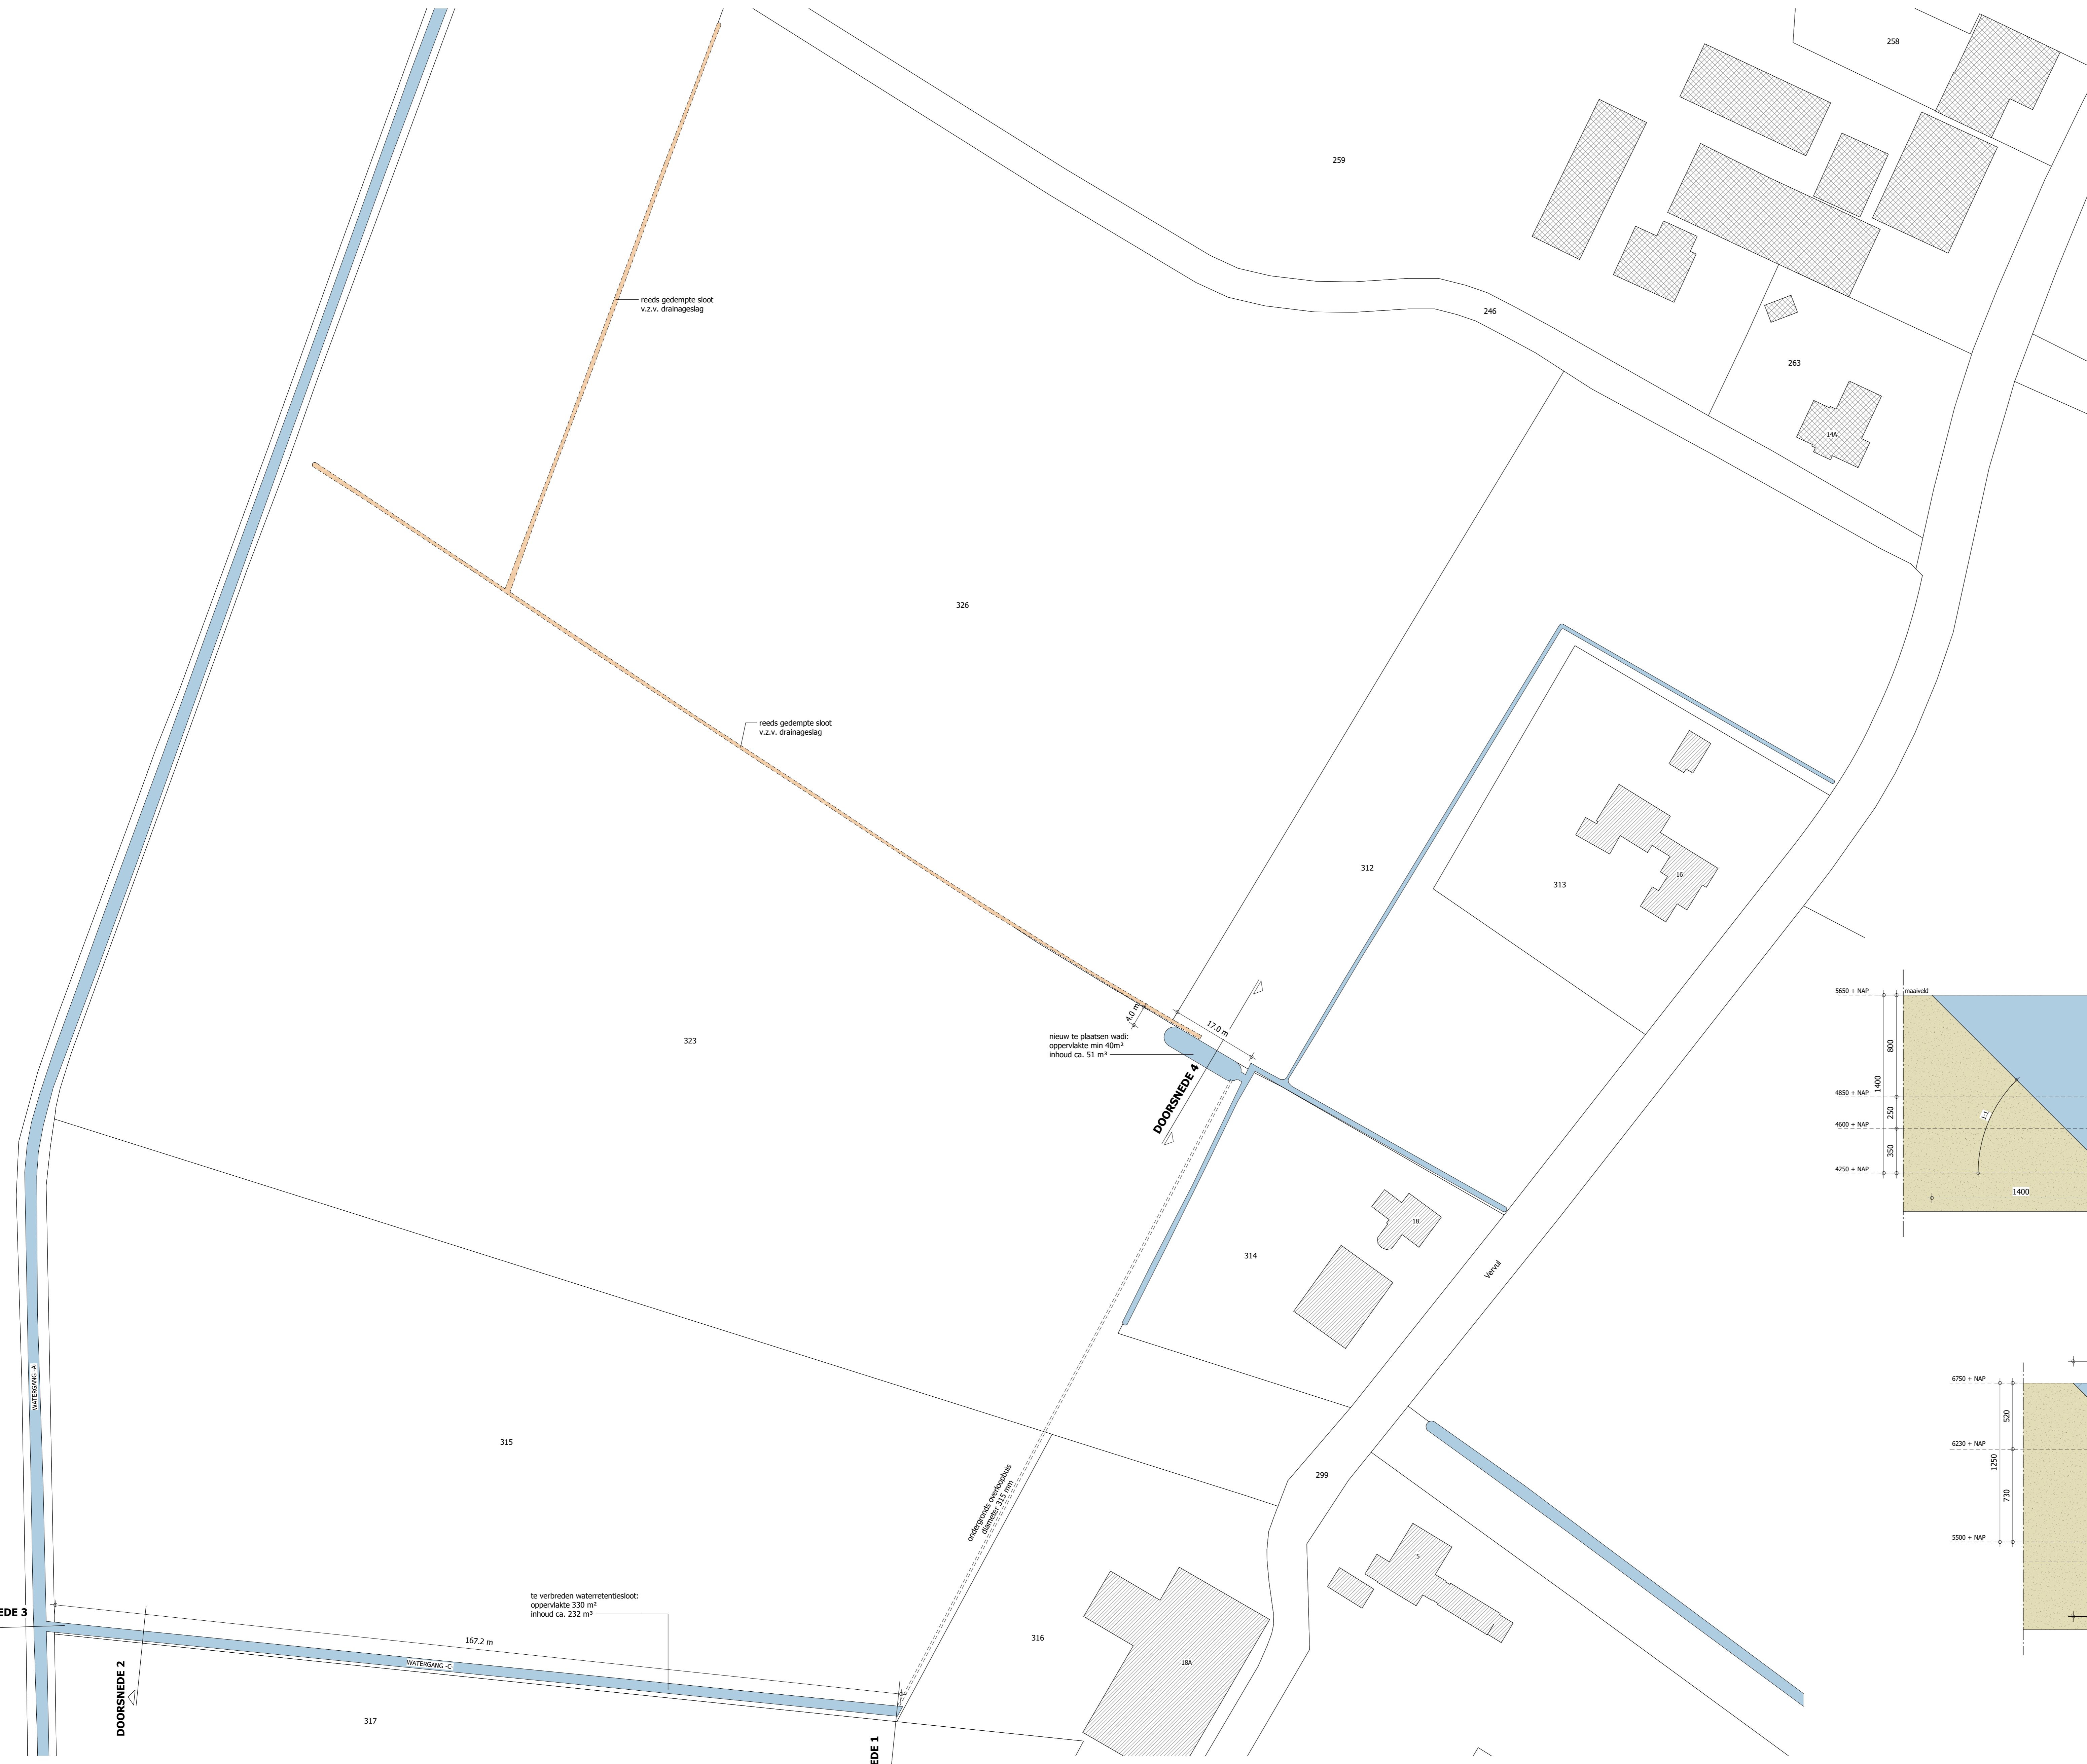 258
259
reeds gedempte sloot
v.z.v. drainageslag
246
263
14A
326
reeds gedempte sloot
v.z.v. drainageslag
312
313
16
4.0 m
17.0 m
nieuw te plaatsen wadi:
oppervlakte min 40m²
inhoud ca. 51 m³
DOORSNEDE 4
323
5650 + NAP
maaiveld
800
1400
4850 + NAP
250
1:1
4600 + NAP
350
4250 + NAP
1400
18
314
Vervul
WATERGANG -A-
6750 + NAP
520
6230 + NAP
1250
730
5500 + NAP
315
299
ondergronds overloopbuis
diameter 315 mm
5
te verbreden waterretentiesloot:
oppervlakte 330 m²
inhoud ca. 232 m³
EDE 3
167.2 m
WATERGANG -C-
316
18A
DOORSNEDE 2
317
EDE 1